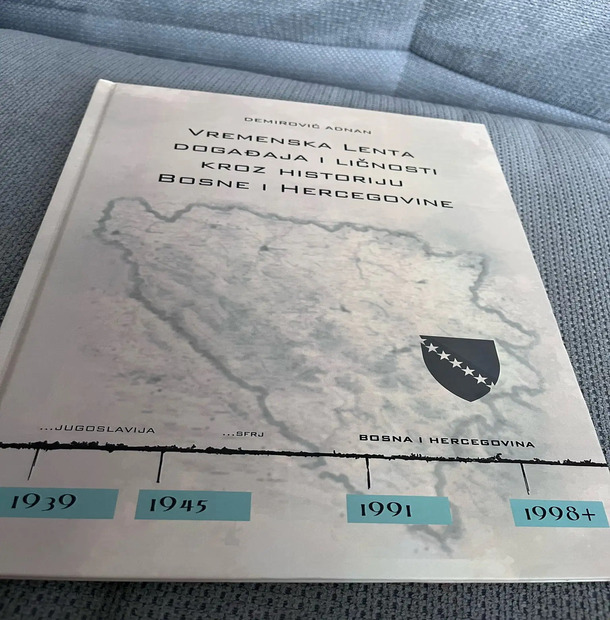 DEMIROVIĆ ADNAN
VREMENSKA LENTA
DOGAĐAJA I LIČNOSTI
KROZ HISTORIJU
BOSNE I HERCEGOVINE
...JUGOSLAVIJA
...SFRJ
BOSNA I HERCEGOVINA
1939
1945
1991
1998+